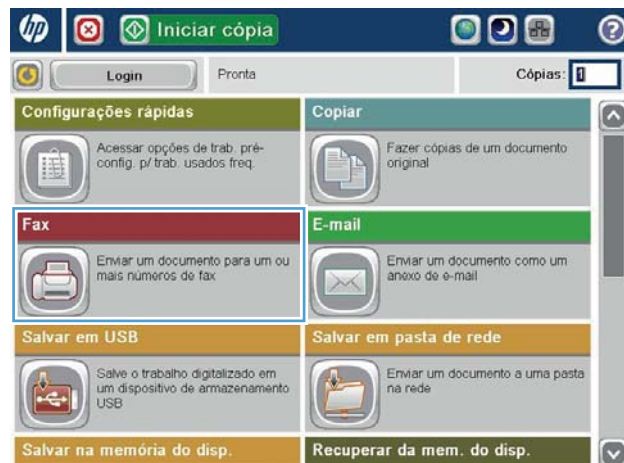 hp
Iniciar cópia
?
Login
Pronta
Cópias: 1
Configurações rápidas
Copiar
Acessar opções de trab. pré-
config. p/ trab. usados freq.
Fazer cópias de um documento
original
Fax
E-mail
Enviar um documento para um ou
mais números de fax
Enviar um documento como um
anexo de e-mail
Salvar em USB
Salvar em pasta de rede
Salve o trabalho digitalizado em
um dispositivo de armazenamento
USB
Enviar um documento a uma pasta
na rede
Salvar na memória do disp.
Recuperar da mem. do disp.